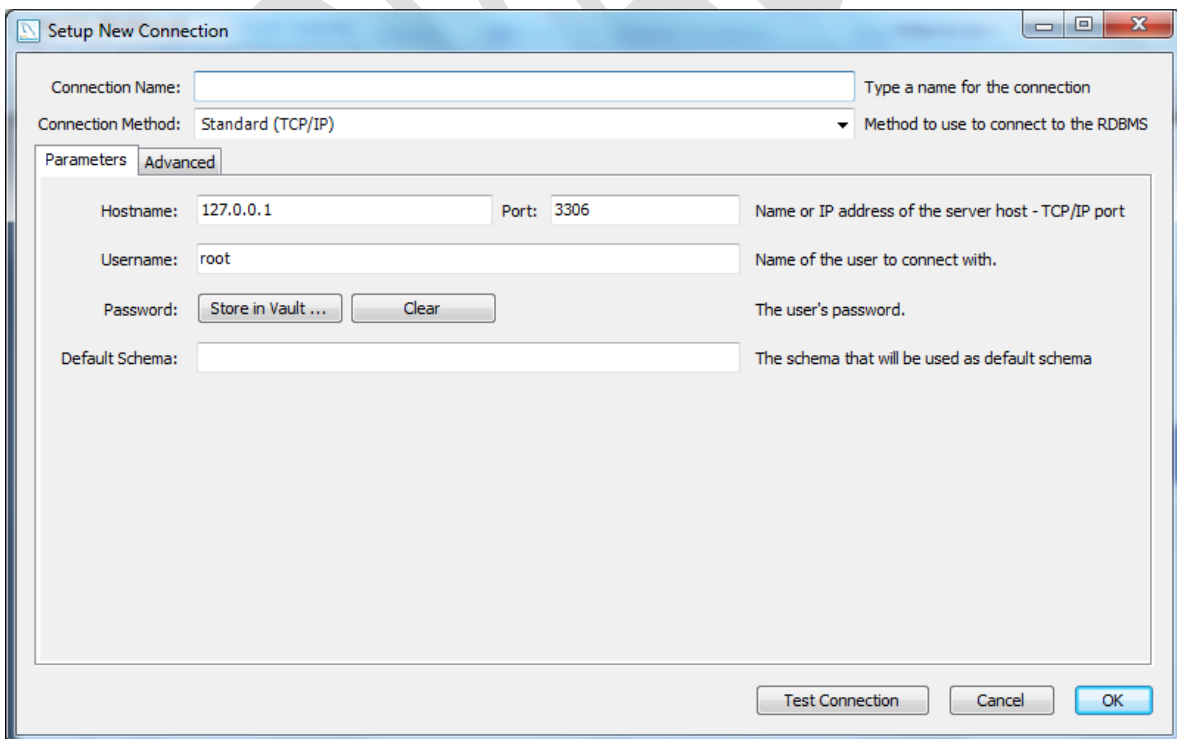 Setup New Connection
Connection Name: Type a name for the connection
Connection Method: Standard (TCP/IP) Method to use to connect to the RDBMS
Parameters Advanced
Hostname: 127.0.0.1 Port: 3306 Name or IP address of the server host - TCP/IP port
Username: root Name of the user to connect with.
Password: Store in Vault ... Clear The user's password.
Default Schema: The schema that will be used as default schema
Test Connection Cancel OK